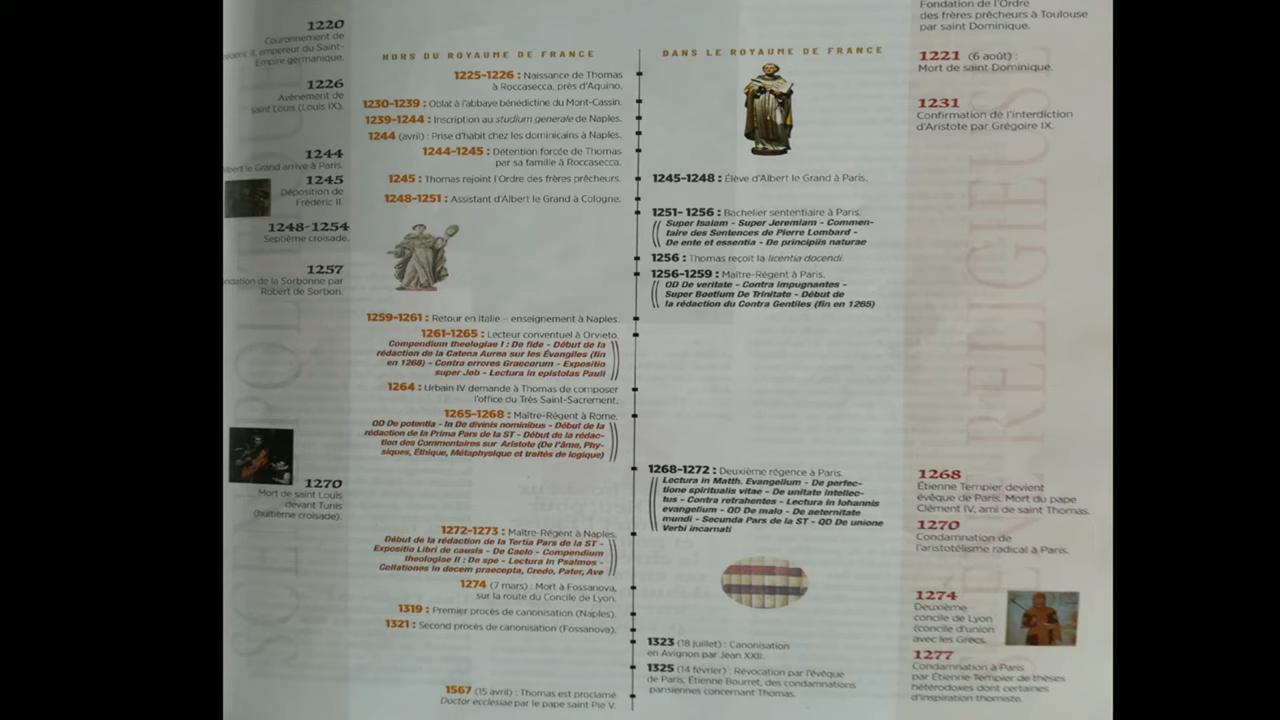 1220
Couronnement de
empereur du Saint-
Empire germanique.
1226
Avènement de
saint Louis (Louis IX).
1244
Albert le Grand arrive à Paris.
1245
Déposition de
Frédéric II.
1248-1254
Septième croisade.
1257
Fondation de la Sorbonne par
Robert de Sorbon.
1270
Mort de saint Louis
devant Tunis
(huitième croisade).
HORS DU ROYAUME DE FRANCE
1225-1226 : Naissance de Thomas
à Roccasecca, près d'Aquino.
1230-1239 : Oblat à l'abbaye bénédictine du Mont-Cassin.
1239-1244 : Inscription au studium generale de Naples.
1244 (avril) : Prise d'habit chez les dominicains à Naples.
1244-1245 : Détention forcée de Thomas
par sa famille à Roccasecca.
1245 : Thomas rejoint l'Ordre des frères prêcheurs.
1248-1251 : Assistant d'Albert le Grand à Cologne.
1259-1261 : Retour en Italie – enseignement à Naples.
1261-1265 : Lecteur conventuel à Orvieto.
Compendium theologiae I : De fide - Début de la
rédaction de la Catena Aurea sur les Évangiles (fin
en 1268) - Contra errores Graecorum - Expositio
super Job - Lectura in epistolas Pauli
1264 : Urbain IV demande à Thomas de composer
l'office du Très Saint-Sacrement.
1265-1268 : Maître-Régent à Rome.
QD De potentia - In De divinis nominibus - Début de la
rédaction de la Prima Pars de la ST - Début de la rédac-
tion des Commentaires sur Aristote (De l'âme, Phy-
siques, Éthique, Métaphysique et traités de logique)
1272-1273 : Maître-Régent à Naples.
Début de la rédaction de la Tertia Pars de la ST -
Expositio Libri de causis - De Caelo - Compendium
theologiae II : De spe - Lectura in Psalmos -
Collationes in decem praecepta, Credo, Pater, Ave
1274 (7 mars) : Mort à Fossanova,
sur la route du Concile de Lyon.
1319 : Premier procès de canonisation (Naples).
1321 : Second procès de canonisation (Fossanova).
1567 (15 avril) : Thomas est proclamé
Doctor ecclesiae par le pape saint Pie V.
DANS LE ROYAUME DE FRANCE
1245-1248 : Élève d'Albert le Grand à Paris.
1251- 1256 : Bachelier sententiaire à Paris.
Super Isaiam - Super Jeremiam - Commen-
taire des Sentences de Pierre Lombard -
De ente et essentia - De principiis naturae
1256 : Thomas reçoit la licentia docendi.
1256-1259 : Maître-Régent à Paris.
QD De veritate - Contra impugnantes -
Super Boetium De Trinitate - Début de
la rédaction du Contra Gentiles (fin en 1265)
1268-1272 : Deuxième régence à Paris.
Lectura in Matth. Evangelium - De perfec-
tione spiritualis vitae - De unitate intellec-
tus - Contra retrahentes - Lectura in Iohannis
evangelium - QD De malo - De aeternitate
mundi - Secunda Pars de la ST - QD De unione
Verbi incarnati
1323 (18 juillet) : Canonisation
en Avignon par Jean XXII.
1325 (14 février) : Révocation par l'évêque
de Paris, Étienne Bourret, des condamnations
parisiennes concernant Thomas.
Fondation de l'Ordre
des frères prêcheurs à Toulouse
par saint Dominique.
1221 (6 août) :
Mort de saint Dominique.
1231
Confirmation de l'interdiction
d'Aristote par Grégoire IX.
1268
Étienne Tempier devient
évêque de Paris. Mort du pape
Clément IV, ami de saint Thomas.
1270
Condamnation de
l'aristotélisme radical à Paris.
1274
Deuxième
concile de Lyon
(concile d'union
avec les Grecs.
1277
Condamnation à Paris
par Étienne Tempier de thèses
hétérodoxes dont certaines
d'inspiration thomiste.